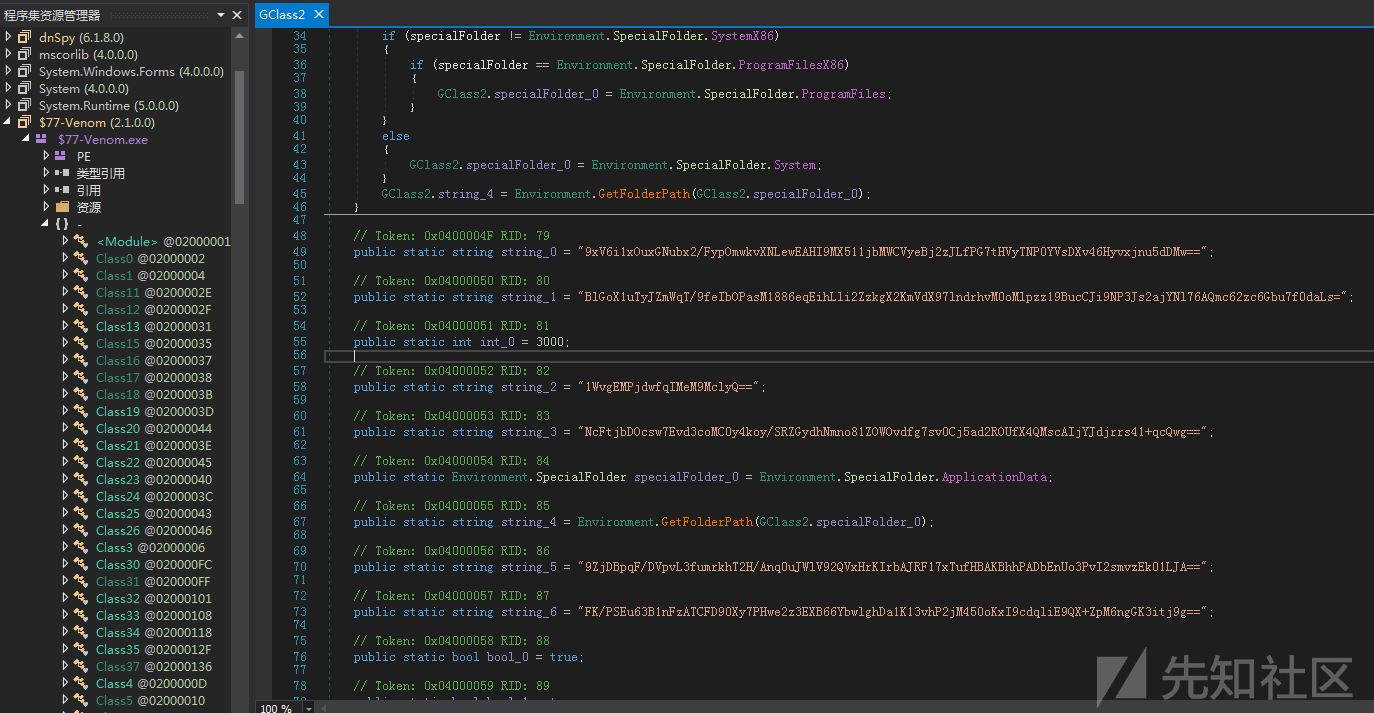 程序集资源管理器
dnSpy (6.1.8.0)
mscorlib (4.0.0.0)
System.Windows.Forms (4.0.0.0)
System (4.0.0.0)
System.Runtime (5.0.0.0)
$77-Venom (2.1.0.0)
$77-Venom.exe
PE
类型引用
引用
资源
{ } -
<Module> @02000001
Class0 @02000002
Class1 @02000004
Class11 @0200002E
Class12 @0200002F
Class13 @02000031
Class15 @02000035
Class16 @02000037
Class17 @02000038
Class18 @0200003B
Class19 @0200003D
Class20 @02000044
Class21 @0200003E
Class22 @02000045
Class23 @02000040
Class24 @0200003C
Class25 @02000043
Class26 @02000046
Class3 @02000006
Class30 @020000FC
Class31 @020000FF
Class32 @02000101
Class33 @02000108
Class34 @02000118
Class35 @0200012F
Class37 @02000136
Class4 @0200000D
Class5 @02000010
GClass2
34 if (specialFolder != Environment.SpecialFolder.SystemX86)
35 {
36 if (specialFolder == Environment.SpecialFolder.ProgramFilesX86)
37 {
38 GClass2.specialFolder_0 = Environment.SpecialFolder.ProgramFiles;
39 }
40 }
41 else
42 {
43 GClass2.specialFolder_0 = Environment.SpecialFolder.System;
44 }
45 GClass2.string_4 = Environment.GetFolderPath(GClass2.specialFolder_0);
46 }
47
48 // Token: 0x0400004F RID: 79
49 public static string string_0 = "9xV6i1xOuxGNubx2/FypOmwkvXNLewEAHI9MX511jbMWCVyeBj2zJLfPG7tHVyTNPOYVsDXv46Hyvxjnu5dDMw==";
50
51 // Token: 0x04000050 RID: 80
52 public static string string_1 = "BlGoX1uTyJZmWqT/9feIbOPasM1886eqEihLli2ZzkgX2KmVdX97lndrhvM0oMlpzz19BucCJi9NP3Js2ajYNl76AQmc62zc6Gbu7f0daLs=";
53
54 // Token: 0x04000051 RID: 81
55 public static int int_0 = 3000;
56
57 // Token: 0x04000052 RID: 82
58 public static string string_2 = "1WvgEMPjdwfqIMeM9MclyQ==";
59
60 // Token: 0x04000053 RID: 83
61 public static string string_3 = "NcFtjbDOcsw7Evd3coMC0y4koy/SRZGydhNmno81ZOWOvdfg7sv0Cj5ad2ROUfX4QMscAIjYJdjrrs41+qcQwg==";
62
63 // Token: 0x04000054 RID: 84
64 public static Environment.SpecialFolder specialFolder_0 = Environment.SpecialFolder.ApplicationData;
65
66 // Token: 0x04000055 RID: 85
67 public static string string_4 = Environment.GetFolderPath(GClass2.specialFolder_0);
68
69 // Token: 0x04000056 RID: 86
70 public static string string_5 = "9ZjDBpqF/DVpvL3fumrkhT2H/Anq0uJWlV92QVxHrKIrbAJRF17xTufHBAKBhhPADbEnUo3PvI2smvzEk01LJA==";
71
72 // Token: 0x04000057 RID: 87
73 public static string string_6 = "FK/PSEu63B1nFzATCFD90Xy7PHwe2z3EXB66YbwlghDa1K13vhP2jM450oKxI9cdqliE9QX+ZpM6ngGK3itj9g==";
74
75 // Token: 0x04000058 RID: 88
76 public static bool bool_0 = true;
77
78 // Token: 0x04000059 RID: 89
100 %
先知社区